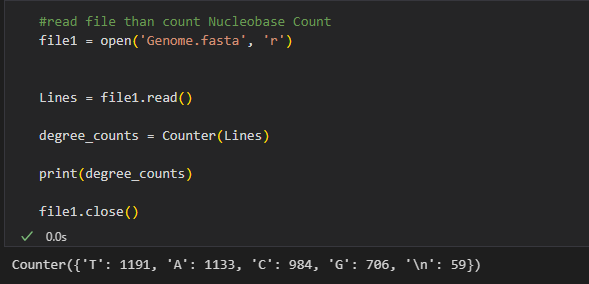 #read file than count Nucleobase Count
file1 = open('Genome.fasta', 'r')
Lines = file1.read()
degree_counts = Counter(Lines)
print(degree_counts)
file1.close()
0.0s
Counter({'T': 1191, 'A': 1133, 'C': 984, 'G': 706, '\n': 59})